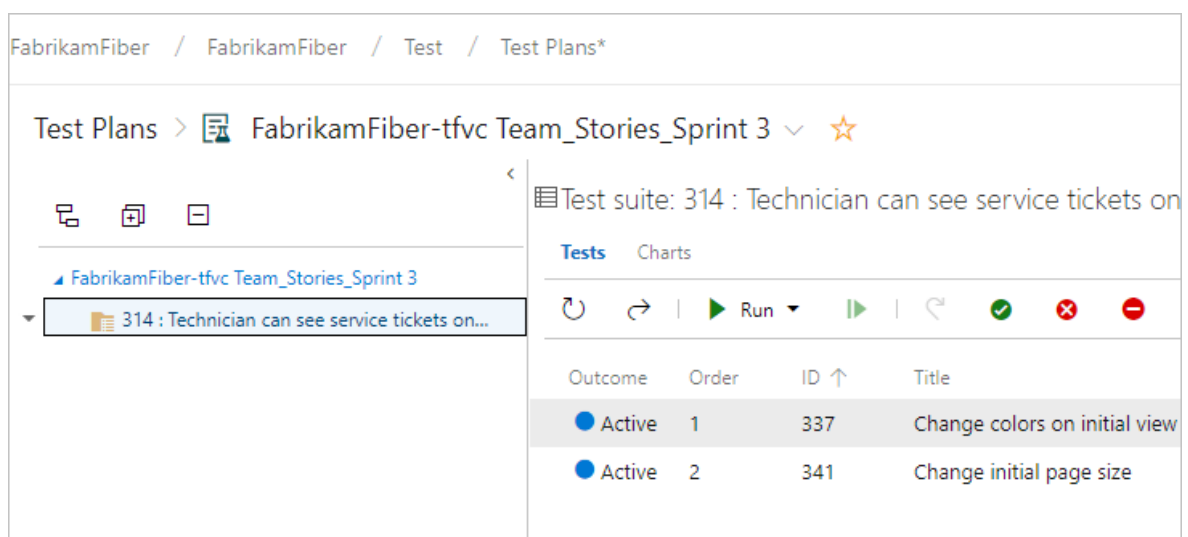 FabrikamFiber / FabrikamFiber / Test / Test Plans*
Test Plans > FabrikamFiber-tfvc Team_Stories_Sprint 3
FabrikamFiber-tfvc Team_Stories_Sprint 3
314 : Technician can see service tickets on...
Test suite: 314 : Technician can see service tickets on
Tests Charts
Run
Outcome Order ID ↑ Title
Active 1 337 Change colors on initial view
Active 2 341 Change initial page size